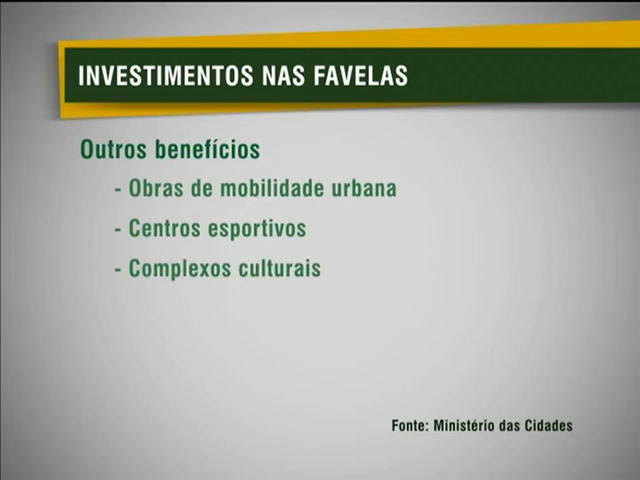 INVESTIMENTOS NAS FAVELAS
Outros benefícios
- Obras de mobilidade urbana
- Centros esportivos
- Complexos culturais
Fonte: Ministério das Cidades